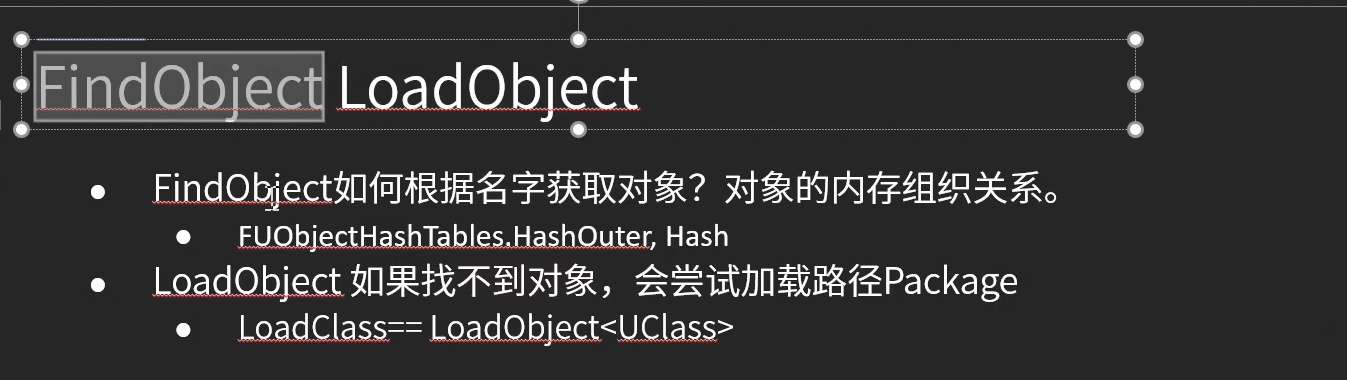 FindObject LoadObject
FindObject如何根据名字获取对象？对象的内存组织关系。
FUObjectHashTables.HashOuter, Hash
LoadObject 如果找不到对象，会尝试加载路径Package
LoadClass== LoadObject<UClass>